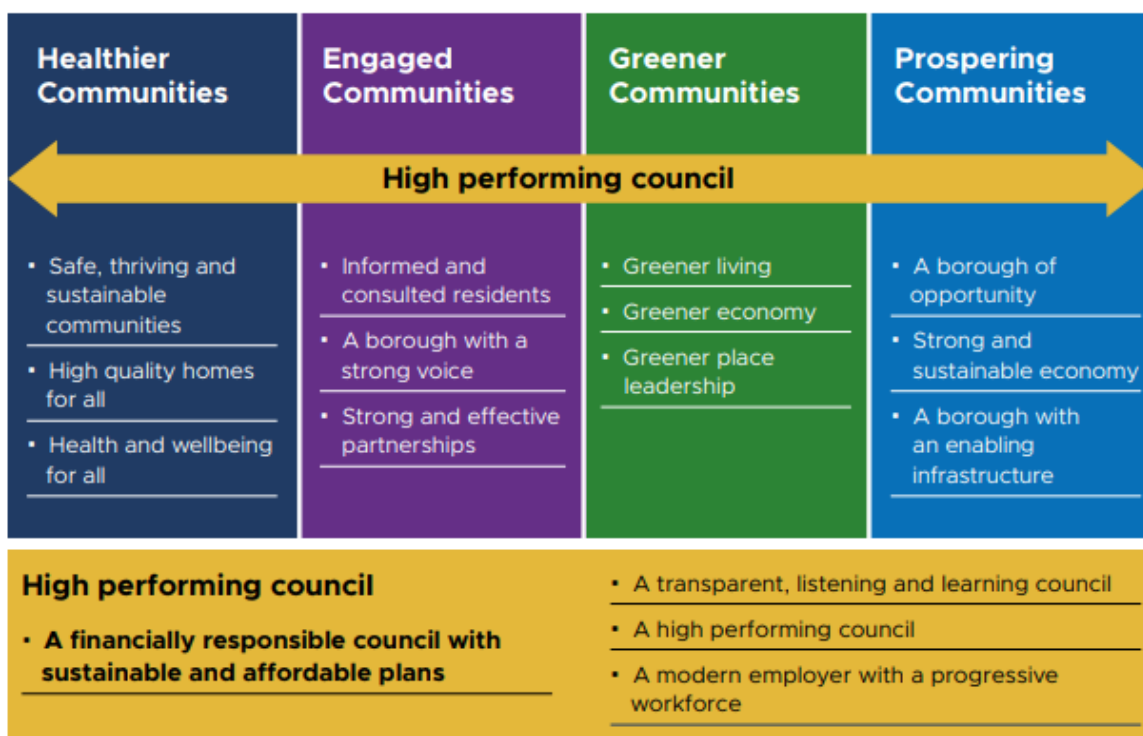 Healthier
Communities
Engaged
Communities
Greener
Communities
Prospering
Communities
High performing council
• Safe, thriving and
sustainable
communities
• High quality homes
for all
• Health and wellbeing
for all
• Informed and
consulted residents
• A borough with a
strong voice
• Strong and effective
partnerships
• Greener living
• Greener economy
• Greener place
leadership
• A borough of
opportunity
• Strong and
sustainable economy
• A borough with
an enabling
infrastructure
High performing council
• A financially responsible council with
sustainable and affordable plans
• A transparent, listening and learning council
• A high performing council
• A modern employer with a progressive
workforce